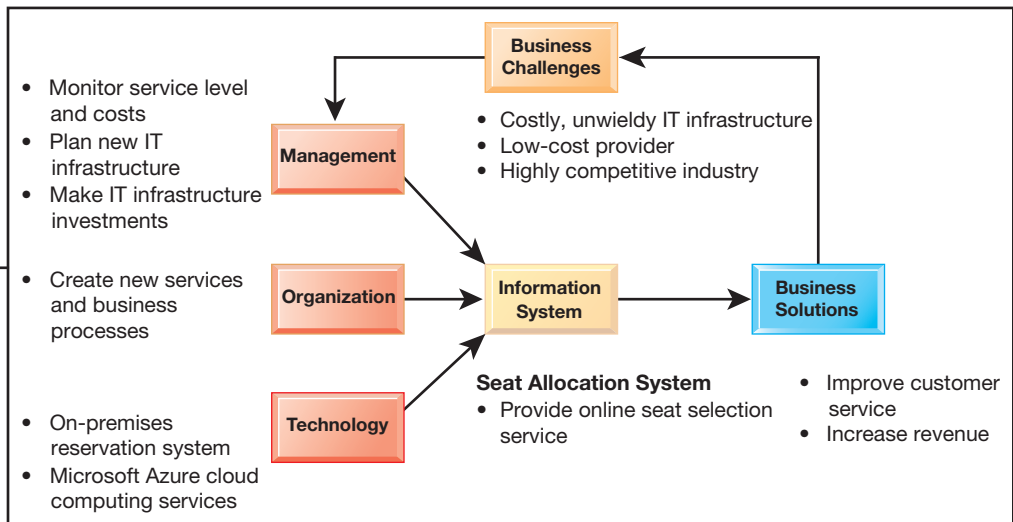 Business
Challenges
• Monitor service level
and costs
• Plan new IT
infrastructure
• Make IT infrastructure
investments
Management
• Costly, unwieldy IT infrastructure
• Low-cost provider
• Highly competitive industry
• Create new services
and business
processes
Organization
Information
System
Business
Solutions
• On-premises
reservation system
• Microsoft Azure cloud
computing services
Technology
Seat Allocation System
• Provide online seat selection
service
• Improve customer
service
• Increase revenue